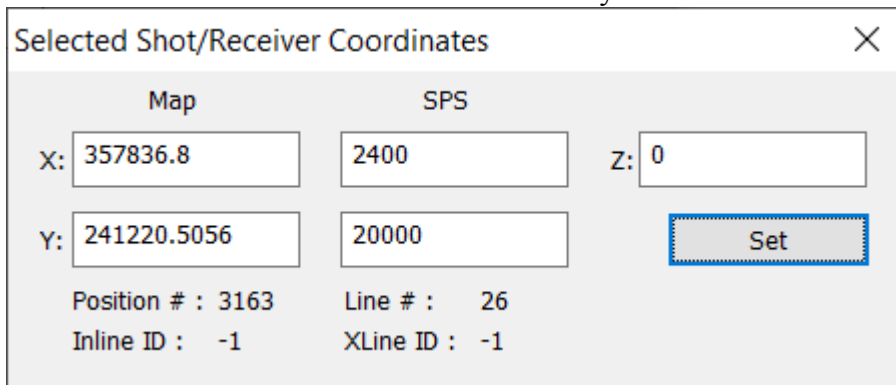 Selected Shot/Receiver Coordinates
Map SPS
X: 357836.8 2400 Z: 0
Y: 241220.5056 20000 Set
Position # : 3163 Line # : 26
Inline ID : -1 XLine ID : -1